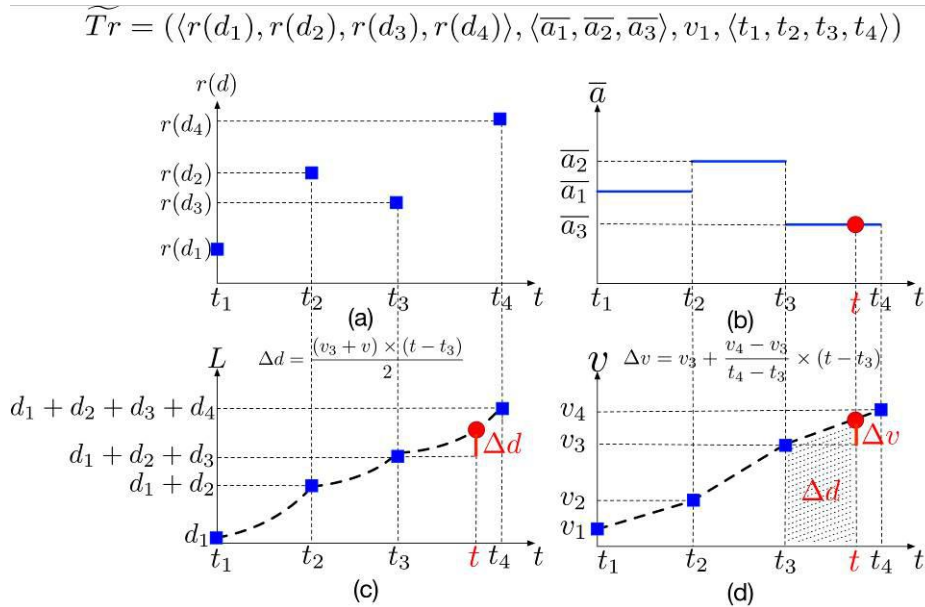 T̃r = (⟨r(d₁), r(d₂), r(d₃), r(d₄)⟩, ⟨a̅₁, a̅₂, a̅₃⟩, v₁, ⟨t₁, t₂, t₃, t₄⟩)
r(d)
r(d₄)
r(d₂)
r(d₃)
r(d₁)
t₁ t₂ t₃ t₄ t
(a)
a̅
a̅₂
a̅₁
a̅₃
t₁ t₂ t₃ t t₄ t
(b)
L Δd = (v₃ + v) × (t − t₃) / 2
d₁ + d₂ + d₃ + d₄
d₁ + d₂ + d₃
Δd
d₁ + d₂
d₁
t₁ t₂ t₃ t t₄ t
(c)
v Δv = v₃ + (v₄ − v₃) / (t₄ − t₃) × (t − t₃)
v₄
v₃
Δv
Δd
v₂
v₁
t₁ t₂ t₃ t t₄ t
(d)